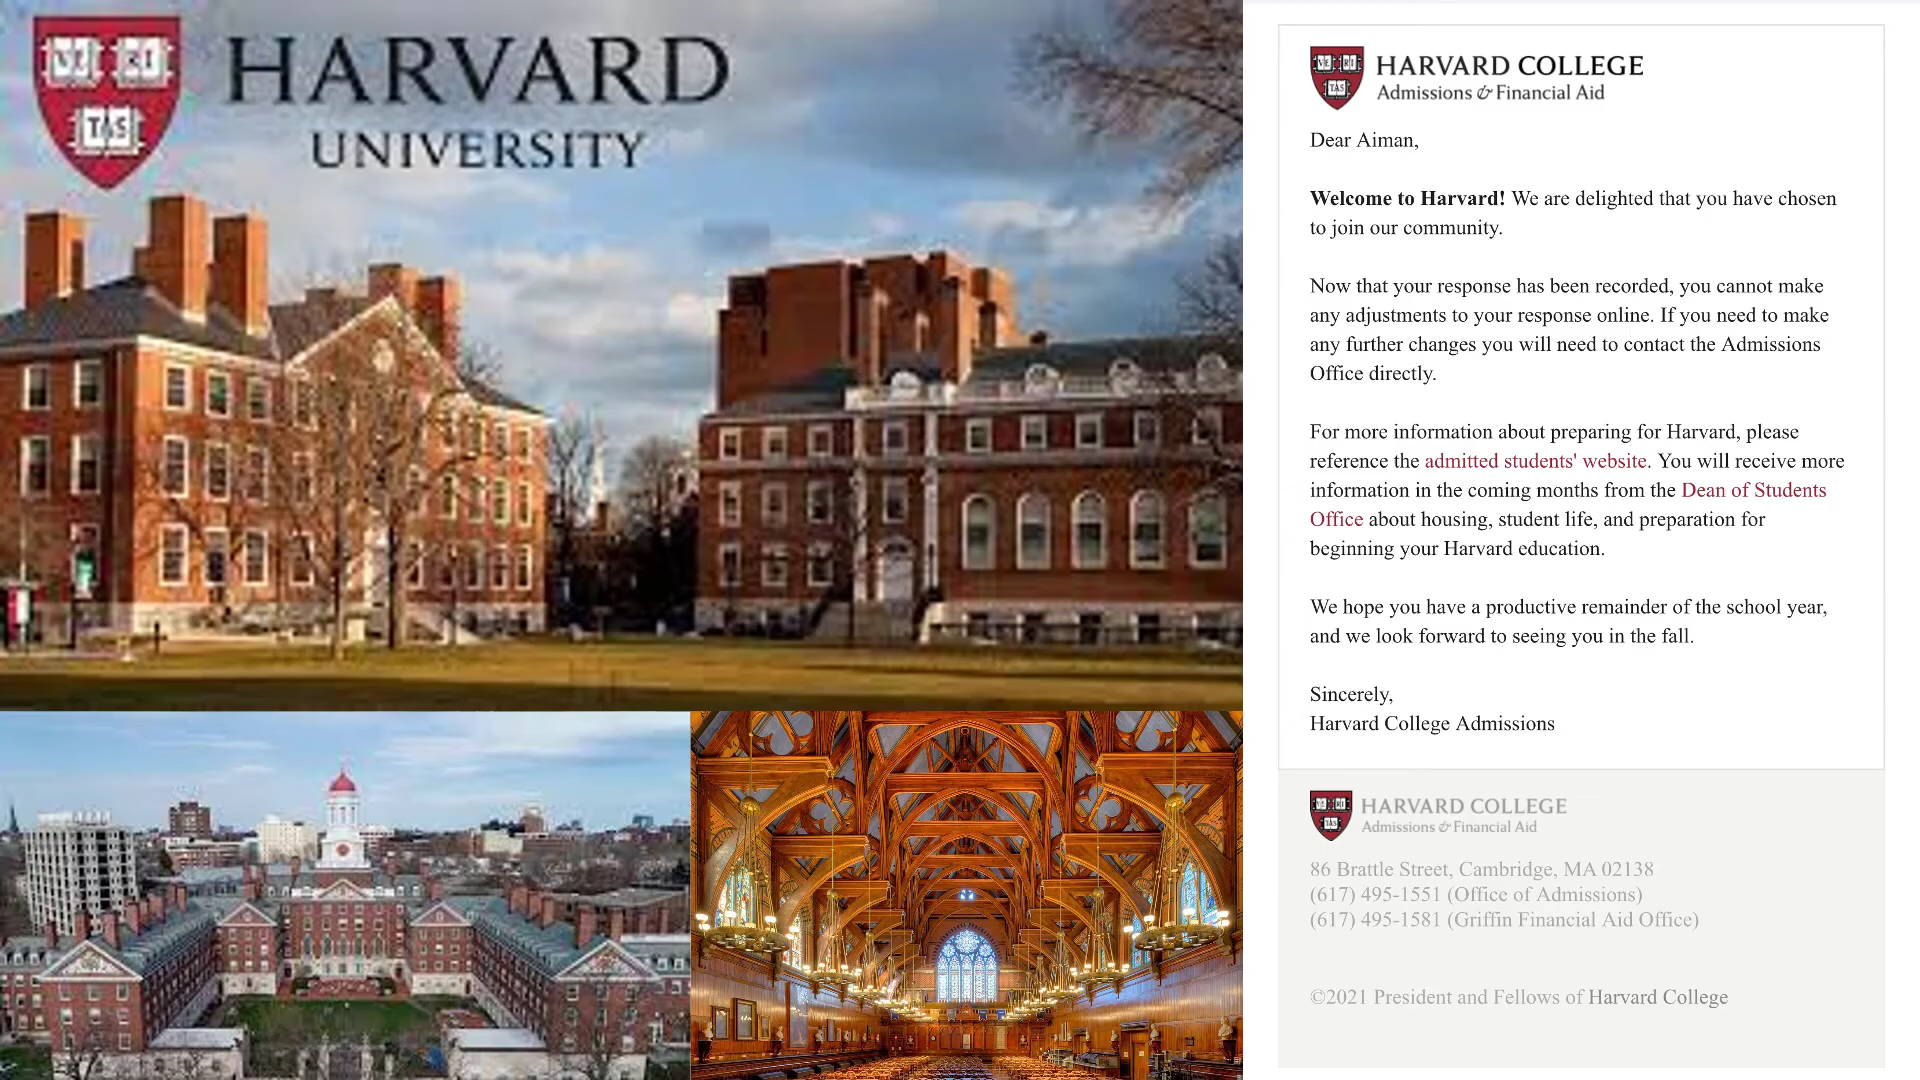 HARVARD
UNIVERSITY
VE RI
TAS
HARVARD COLLEGE
Admissions & Financial Aid
VE RI
TAS
Dear Aiman,
Welcome to Harvard! We are delighted that you have chosen
to join our community.
Now that your response has been recorded, you cannot make
any adjustments to your response online. If you need to make
any further changes you will need to contact the Admissions
Office directly.
For more information about preparing for Harvard, please
reference the admitted students' website. You will receive more
information in the coming months from the Dean of Students
Office about housing, student life, and preparation for
beginning your Harvard education.
We hope you have a productive remainder of the school year,
and we look forward to seeing you in the fall.
Sincerely,
Harvard College Admissions
VE RI
TAS
HARVARD COLLEGE
Admissions & Financial Aid
86 Brattle Street, Cambridge, MA 02138
(617) 495-1551 (Office of Admissions)
(617) 495-1581 (Griffin Financial Aid Office)
©2021 President and Fellows of Harvard College